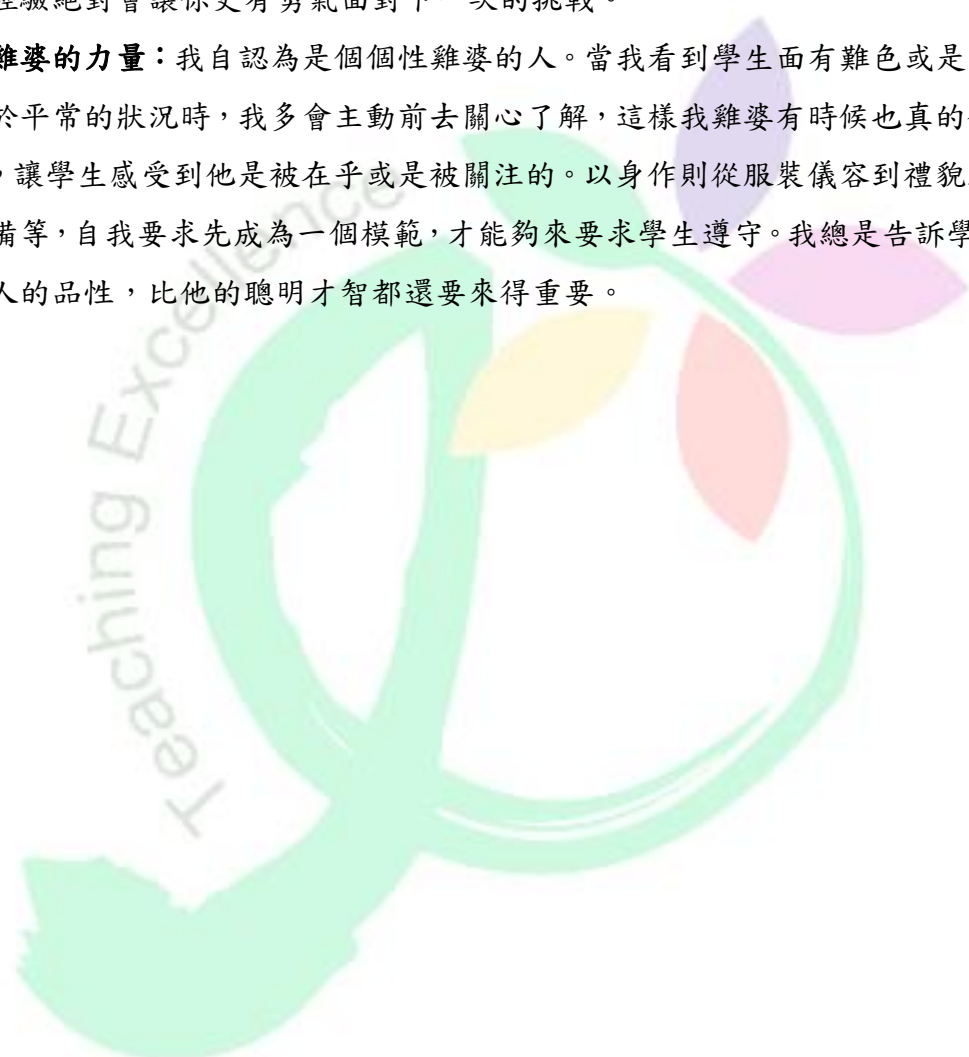 經驗絕對會讓你更有勇氣面對下一次的挑戰。
雞婆的力量：我自認為是個個性雞婆的人。當我看到學生面有難色或是
於平常的狀況時，我多會主動前去關心了解，這樣我雞婆有時候也真的
，讓學生感受到他是被在乎或是被關注的。以身作則從服裝儀容到禮貌
備等，自我要求先成為一個模範，才能夠來要求學生遵守。我總是告訴學
人的品性，比他的聰明才智都還要來得重要。
Teaching Excellence